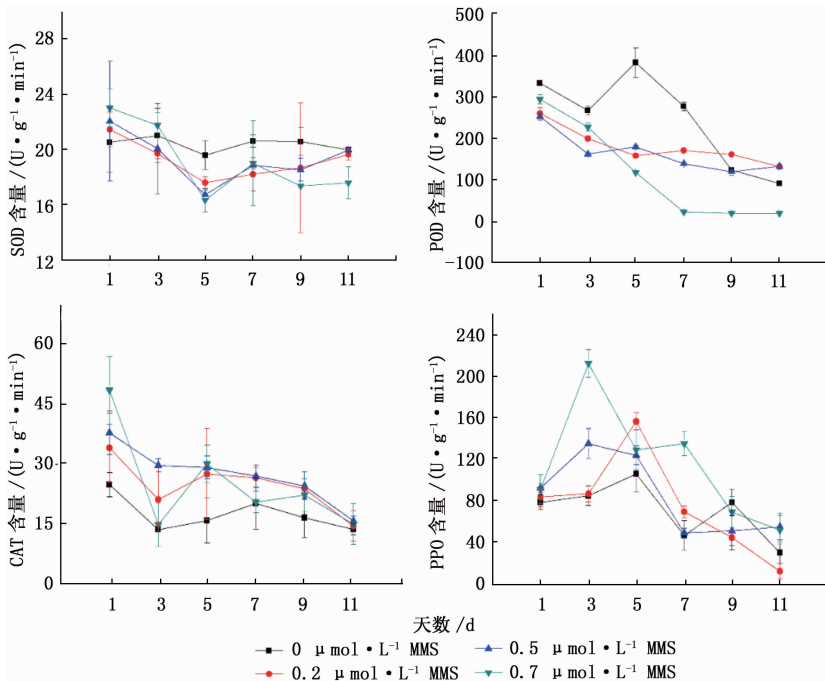 28
24
20
16
12
SOD 含量 /(U•g⁻¹•min⁻¹)
1 3 5 7 9 11
500
400
300
200
100
0
-100
POD 含量 /(U•g⁻¹•min⁻¹)
1 3 5 7 9 11
60
45
30
15
0
CAT 含量 /(U•g⁻¹•min⁻¹)
1 3 5 7 9 11
240
200
160
120
80
40
0
PPO 含量 /(U•g⁻¹•min⁻¹)
1 3 5 7 9 11
天数/d
0 μmol•L⁻¹ MMS
0.5 μmol•L⁻¹ MMS
0.2 μmol•L⁻¹ MMS
0.7 μmol•L⁻¹ MMS